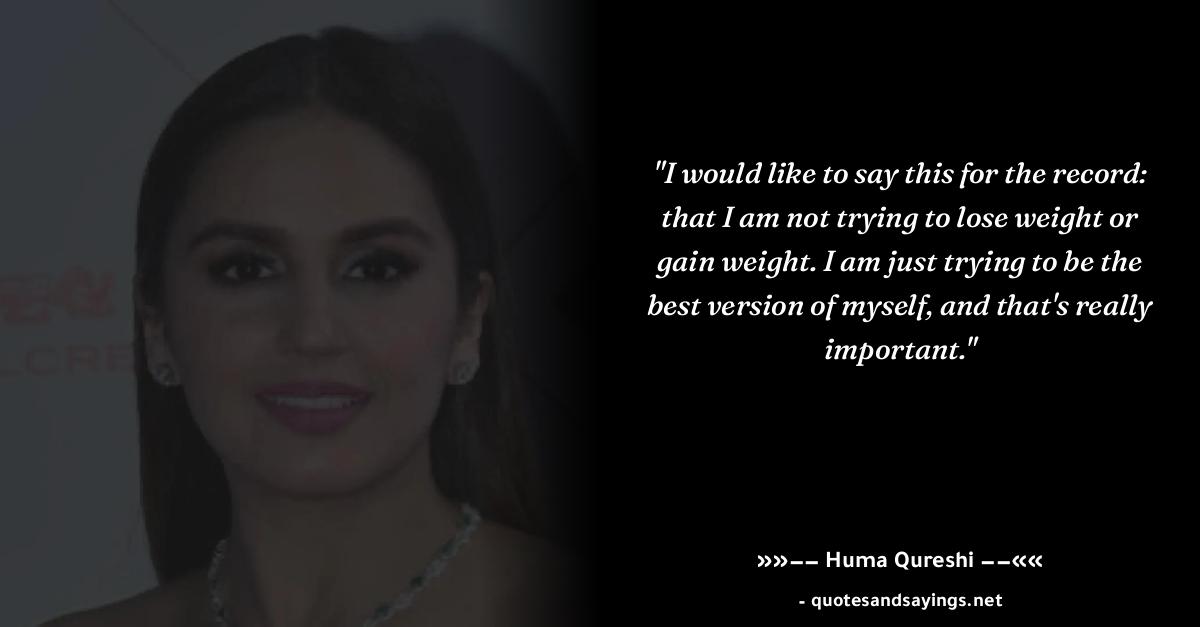 "I would like to say this for the record:
that I am not trying to lose weight or
gain weight. I am just trying to be the
best version of myself, and that's really
important."
»»–– Huma Qureshi ––««
- quotesandsayings.net
LCRE